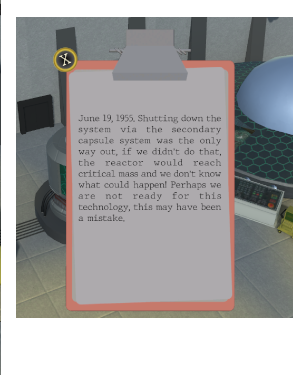 X
June 19, 1955, Shutting down the
system via the secondary
capsule system was the only
way out, if we didn't do that,
the reactor would reach
critical mass and we don't know
what could happen! Perhaps we
are not ready for this
technology, this may have been
a mistake.